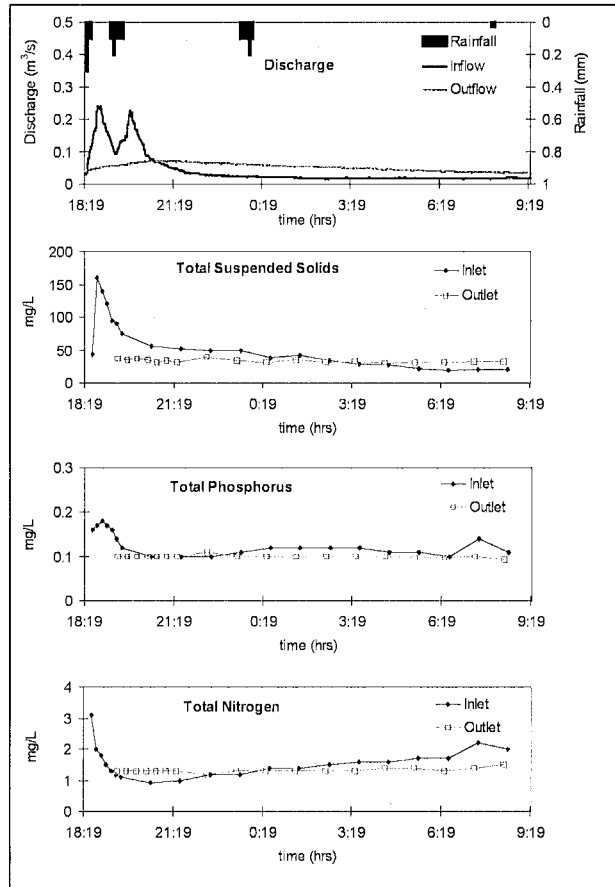 Discharge
Discharge (m³/s)
0.5
0.4
0.3
0.2
0.1
0
Rainfall
Inflow
Outflow
0
0.2
0.4
0.6
0.8
1
Rainfall (mm)
18:19 21:19 0:19 3:19 6:19 9:19
time (hrs)
Total Suspended Solids
mg/L
200
150
100
50
0
Inlet
Outlet
18:19 21:19 0:19 3:19 6:19 9:19
time (hrs)
Total Phosphorus
mg/L
0.3
0.2
0.1
0
Inlet
Outlet
18:19 21:19 0:19 3:19 6:19 9:19
time (hrs)
Total Nitrogen
mg/L
4
3
2
1
0
Inlet
Outlet
18:19 21:19 0:19 3:19 6:19 9:19
time (hrs)